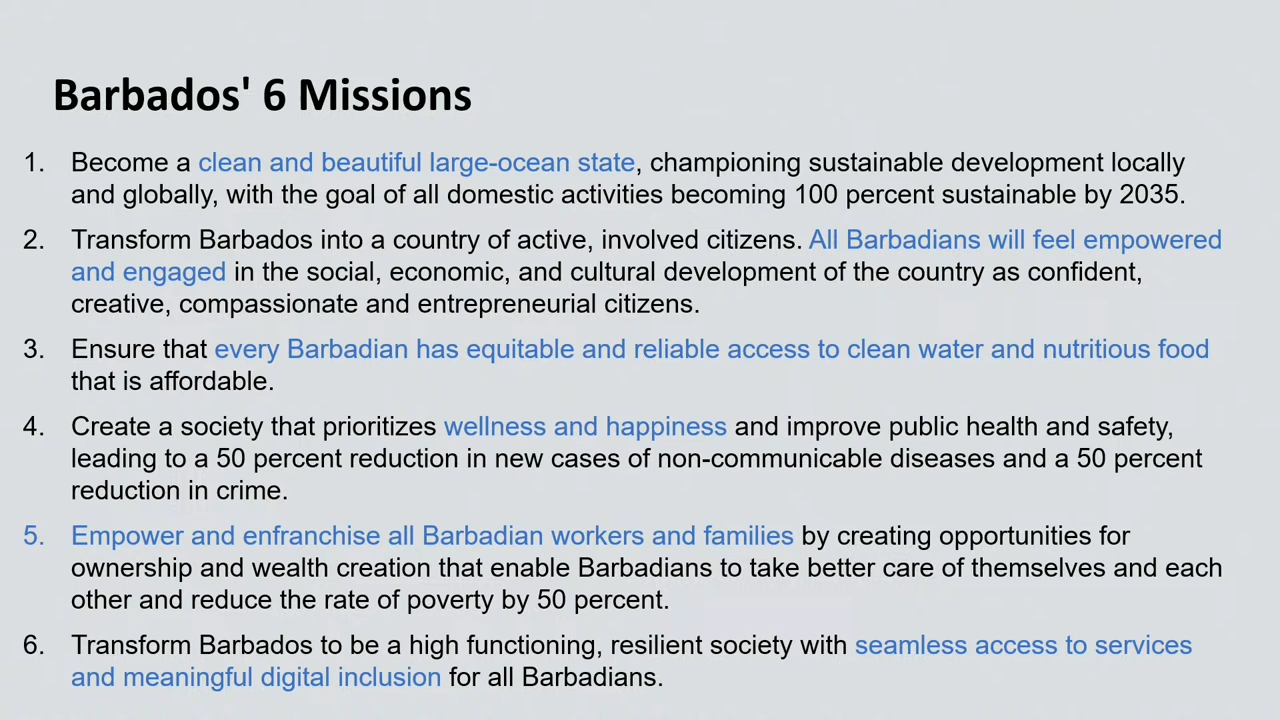 Barbados' 6 Missions
1. Become a clean and beautiful large-ocean state, championing sustainable development locally
and globally, with the goal of all domestic activities becoming 100 percent sustainable by 2035.
2. Transform Barbados into a country of active, involved citizens. All Barbadians will feel empowered
and engaged in the social, economic, and cultural development of the country as confident,
creative, compassionate and entrepreneurial citizens.
3. Ensure that every Barbadian has equitable and reliable access to clean water and nutritious food
that is affordable.
4. Create a society that prioritizes wellness and happiness and improve public health and safety,
leading to a 50 percent reduction in new cases of non-communicable diseases and a 50 percent
reduction in crime.
5. Empower and enfranchise all Barbadian workers and families by creating opportunities for
ownership and wealth creation that enable Barbadians to take better care of themselves and each
other and reduce the rate of poverty by 50 percent.
6. Transform Barbados to be a high functioning, resilient society with seamless access to services
and meaningful digital inclusion for all Barbadians.